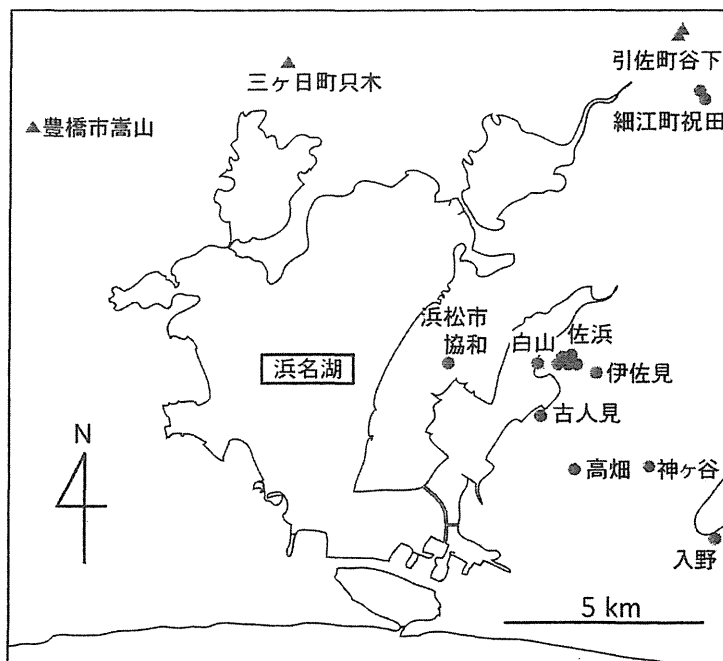 引佐町谷下
三ヶ日町只木
細江町祝田
豊橋市嵩山
浜松市
協和
白山
佐浜
浜名湖
伊佐見
古人見
N
高畑
神ヶ谷
入野
5 km